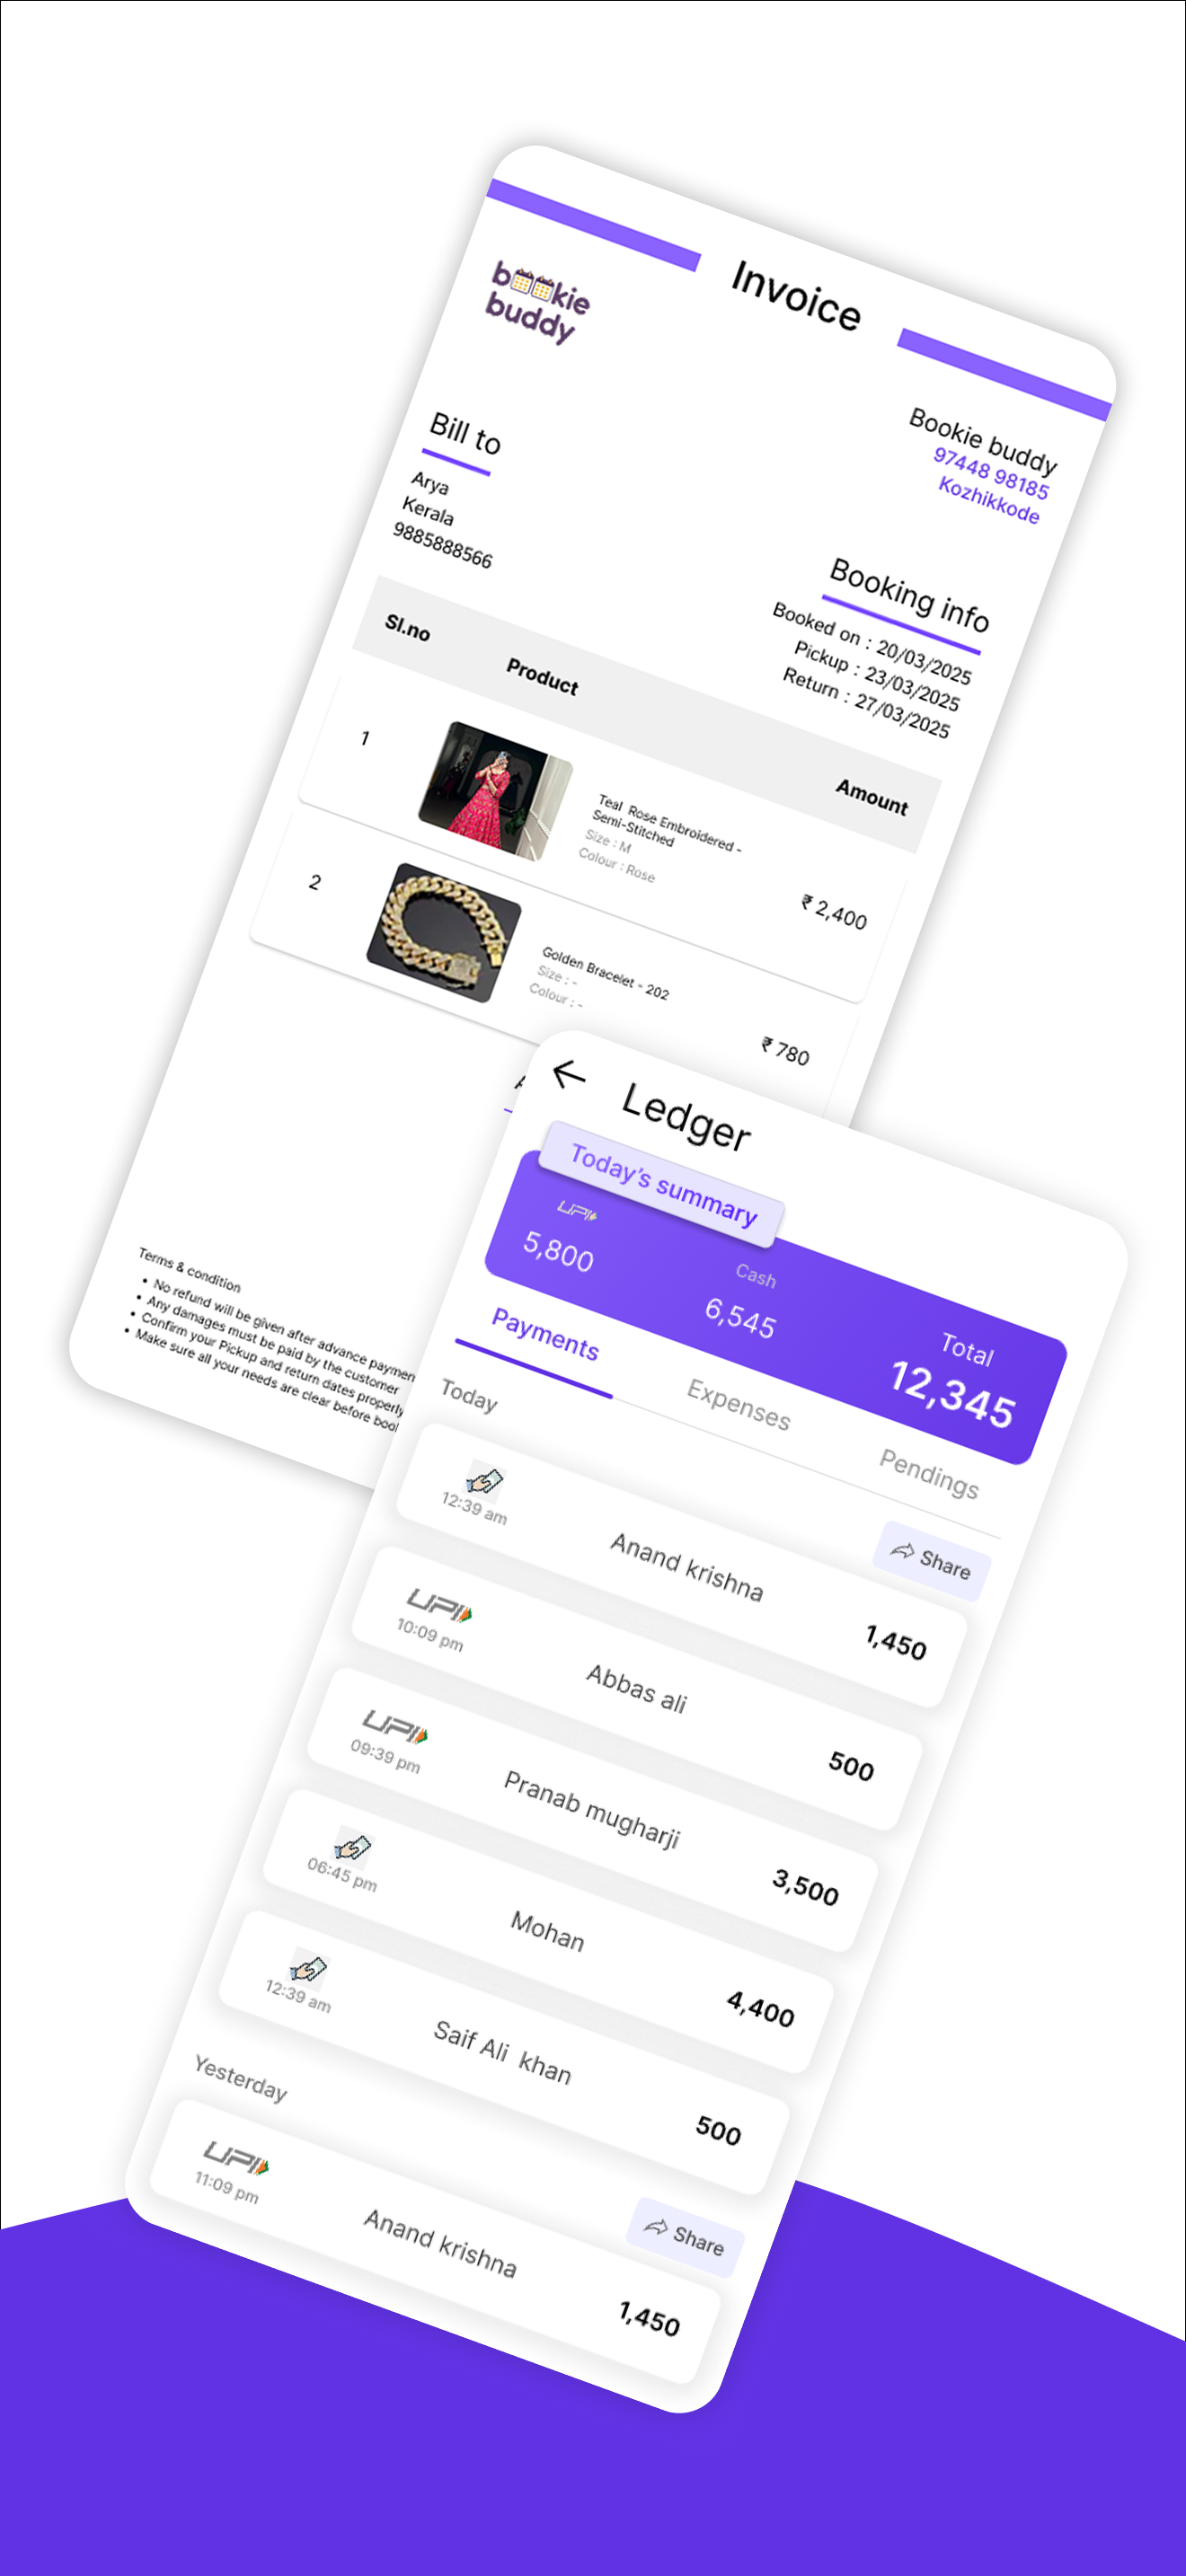 Invoice
bookie
buddy
Bookie buddy
97448 98185
Kozhikkode
Bill to
Arya
Kerala
9885888566
Booking info
Booked on : 20/03/2025
Pickup : 23/03/2025
Return : 27/03/2025
Sl.no Product Amount
1
Teal Rose Embroidered -
Semi-Stitched
Size : M
Colour : Rose
₹ 2,400
2
Golden Bracelet - 202
Size : -
Colour : -
₹ 780
Terms & condition
• No refund will be given after advance
• Any damages must be paid by the customer
• Confirm your Pickup and return dates properly
• Make sure all your needs are clear before
Ledger
Today's summary
UPI
5,800
Cash
6,545
Total
12,345
Payments Expenses Pendings
Today
Share
12:39 am Anand krishna 1,450
UPI
10:09 pm Abbas ali 500
UPI
09:39 pm Pranab mugharji 3,500
06:45 pm Mohan 4,400
12:39 am Saif Ali khan 500
Yesterday
Share
UPI
11:09 pm Anand krishna 1,450